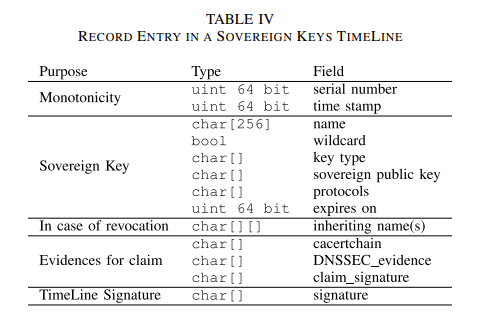 TABLE IV
RECORD ENTRY IN A SOVEREIGN KEYS TIMELINE
Purpose Type Field
Monotonicity uint 64 bit serial number
uint 64 bit time stamp
Sovereign Key char[256] name
bool wildcard
char[] key type
char[] sovereign public key
char[] protocols
uint 64 bit expires on
In case of revocation char[][] inheriting name(s)
Evidences for claim char[] cacertchain
char[] DNSSEC_evidence
char[] claim_signature
TimeLine Signature char[] signature